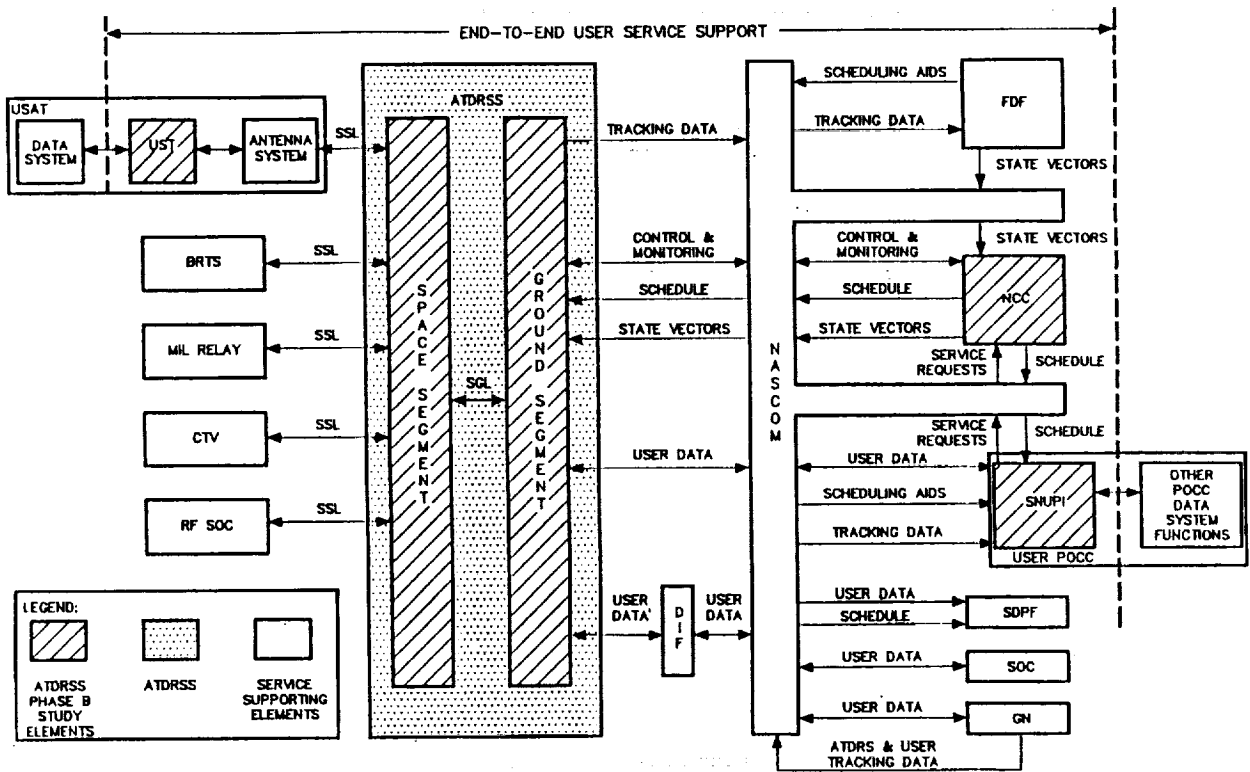 END-TO-END USER SERVICE SUPPORT
USAT
DATA
SYSTEM
UST
ANTENNA
SYSTEM
SSL
ATDRSS
TRACKING DATA
SCHEDULING AIDS
TRACKING DATA
FDF
STATE VECTORS
BRTS
SSL
CONTROL &
MONITORING
SCHEDULE
STATE VECTORS
STATE VECTORS
CONTROL &
MONITORING
SCHEDULE
STATE VECTORS
NCC
MIL RELAY
SSL
SERVICE
REQUESTS
SCHEDULE
SPACE SEGMENT
SGL
GROUND SEGMENT
NASCOM
CTV
SSL
SERVICE
REQUESTS
SCHEDULE
USER DATA
USER DATA
SCHEDULING AIDS
TRACKING DATA
SNUPI
USER POCC
OTHER
POCC
DATA
SYSTEM
FUNCTIONS
RF SOC
SSL
USER
DATA'
DIF
USER
DATA
USER DATA
SCHEDULE
SDPF
USER DATA
SOC
USER DATA
GN
ATDRS & USER
TRACKING DATA
LEGEND:
ATDRSS
PHASE B
STUDY
ELEMENTS
ATDRSS
SERVICE
SUPPORTING
ELEMENTS